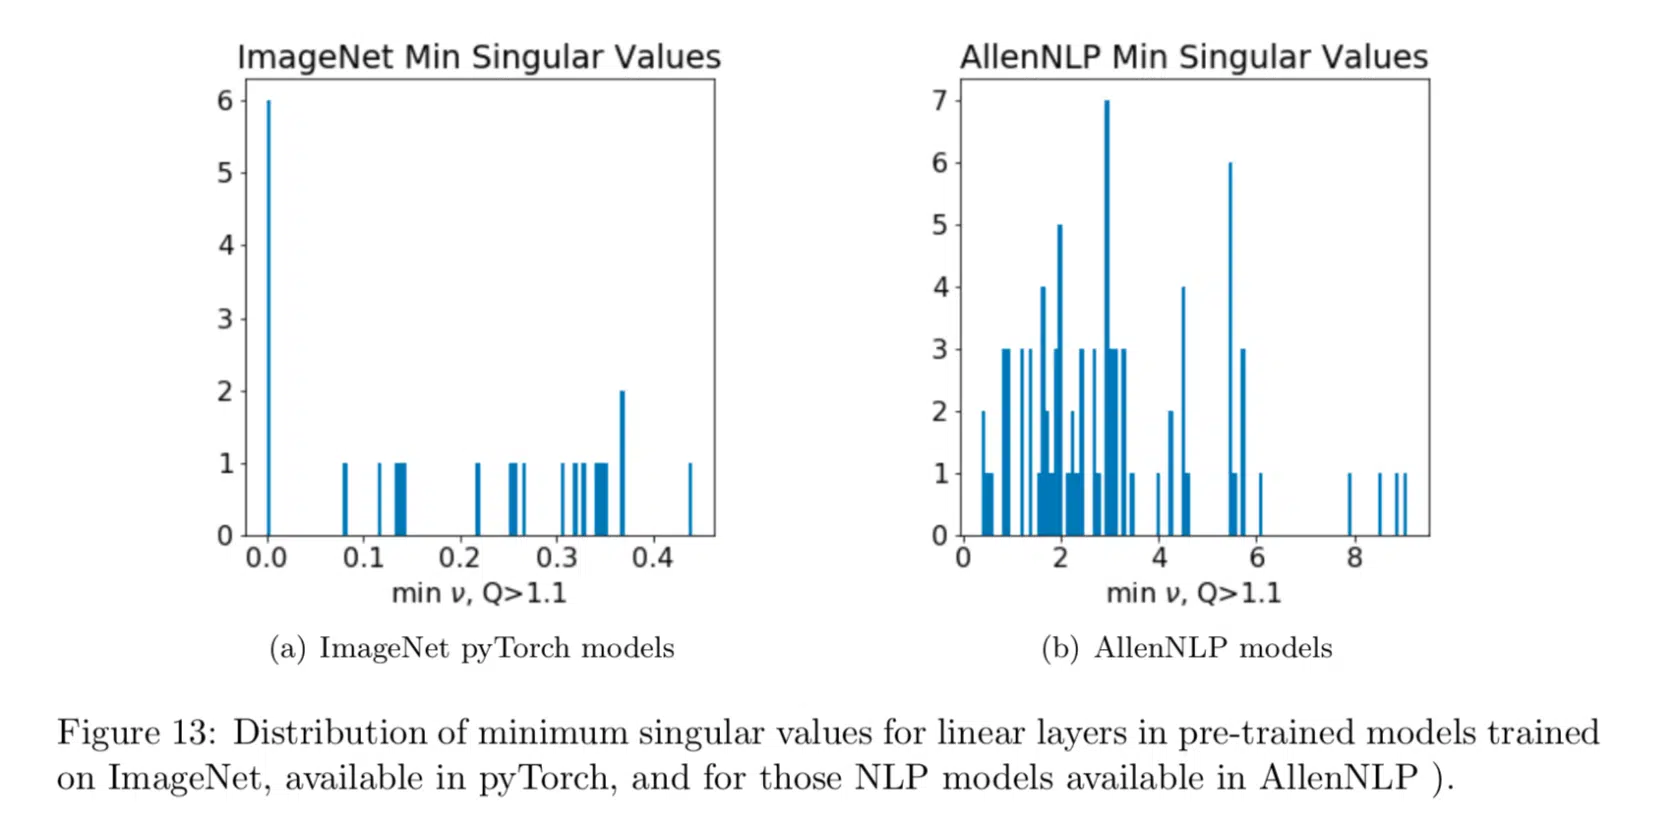 ImageNet Min Singular Values
6
5
4
3
2
1
0
0.0 0.1 0.2 0.3 0.4
min ν, Q>1.1
(a) ImageNet pyTorch models
AllenNLP Min Singular Values
7
6
5
4
3
2
1
0
0 2 4 6 8
min ν, Q>1.1
(b) AllenNLP models
Figure 13: Distribution of minimum singular values for linear layers in pre-trained models trained
on ImageNet, available in pyTorch, and for those NLP models available in AllenNLP ).